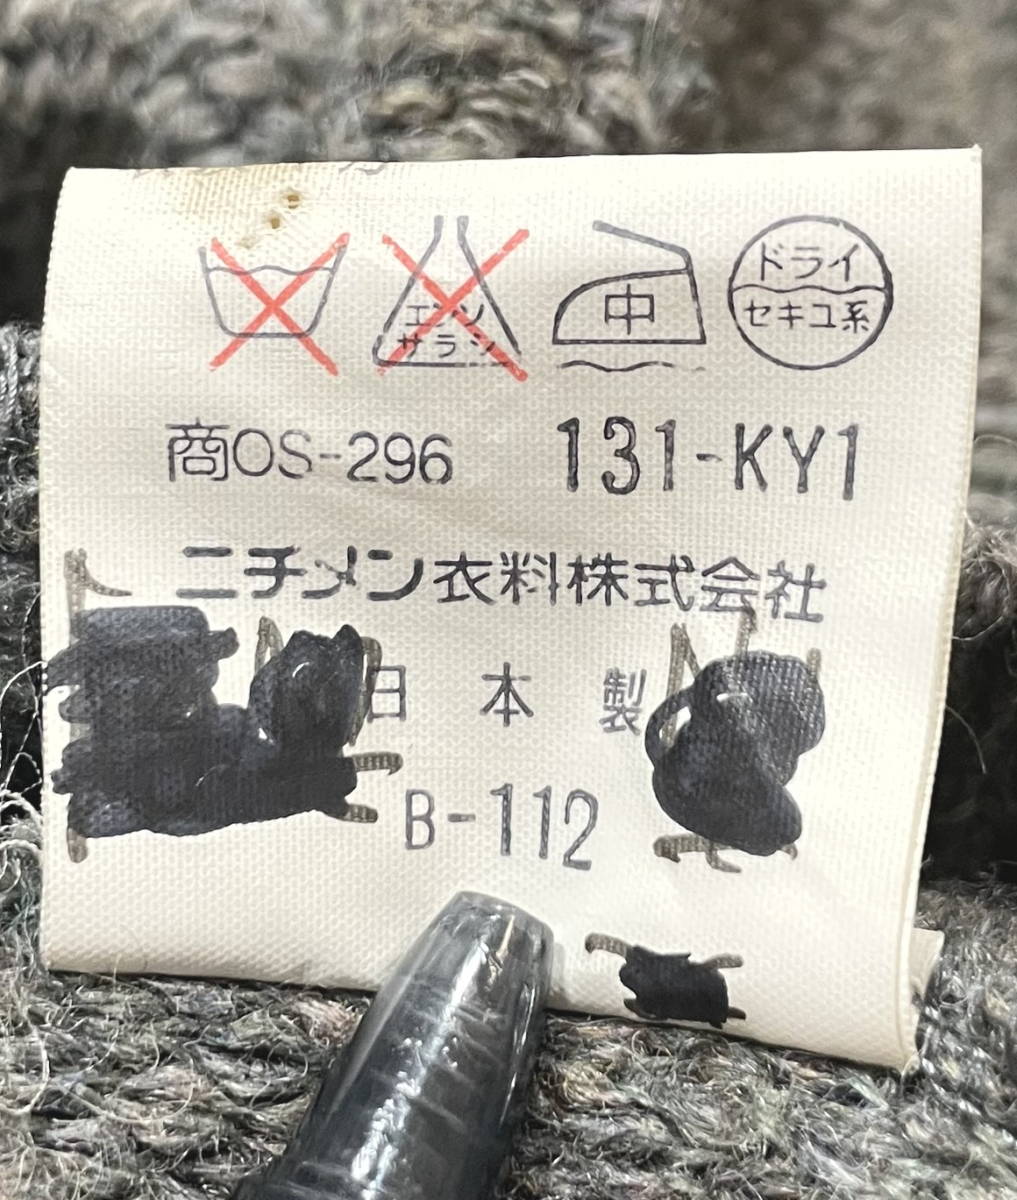 エンソ
サラシ
中
ドライ
セキユ系
商OS-296 131-KY1
ニチメン衣料株式会社
日本製
B-112